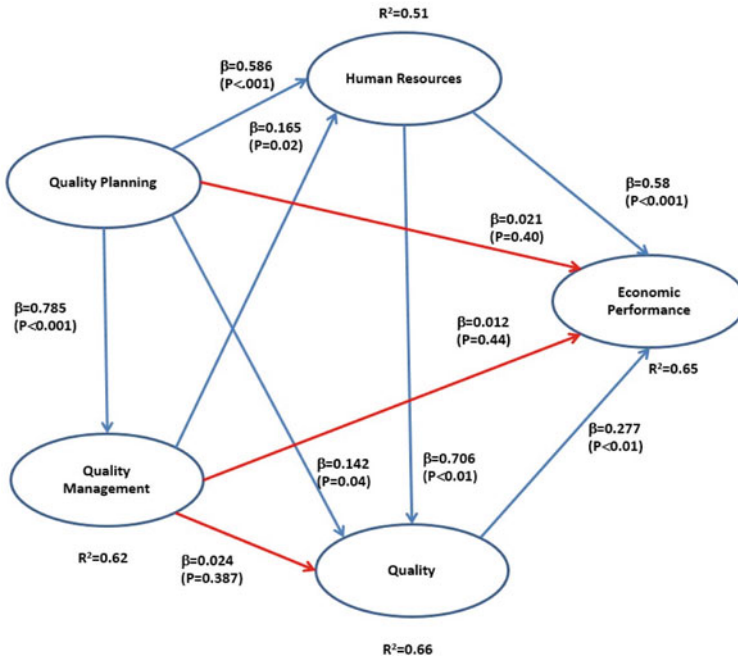 R²=0.51
β=0.586
(P<.001)
Human Resources
β=0.165
(P=0.02)
Quality Planning
β=0.58
(P<0.001)
β=0.021
(P=0.40)
β=0.785
(P<0.001)
Economic
Performance
β=0.012
(P=0.44)
R²=0.65
β=0.277
(P<0.01)
Quality
Management
β=0.142
(P=0.04)
β=0.706
(P<0.01)
R²=0.62
β=0.024
(P=0.387)
Quality
R²=0.66